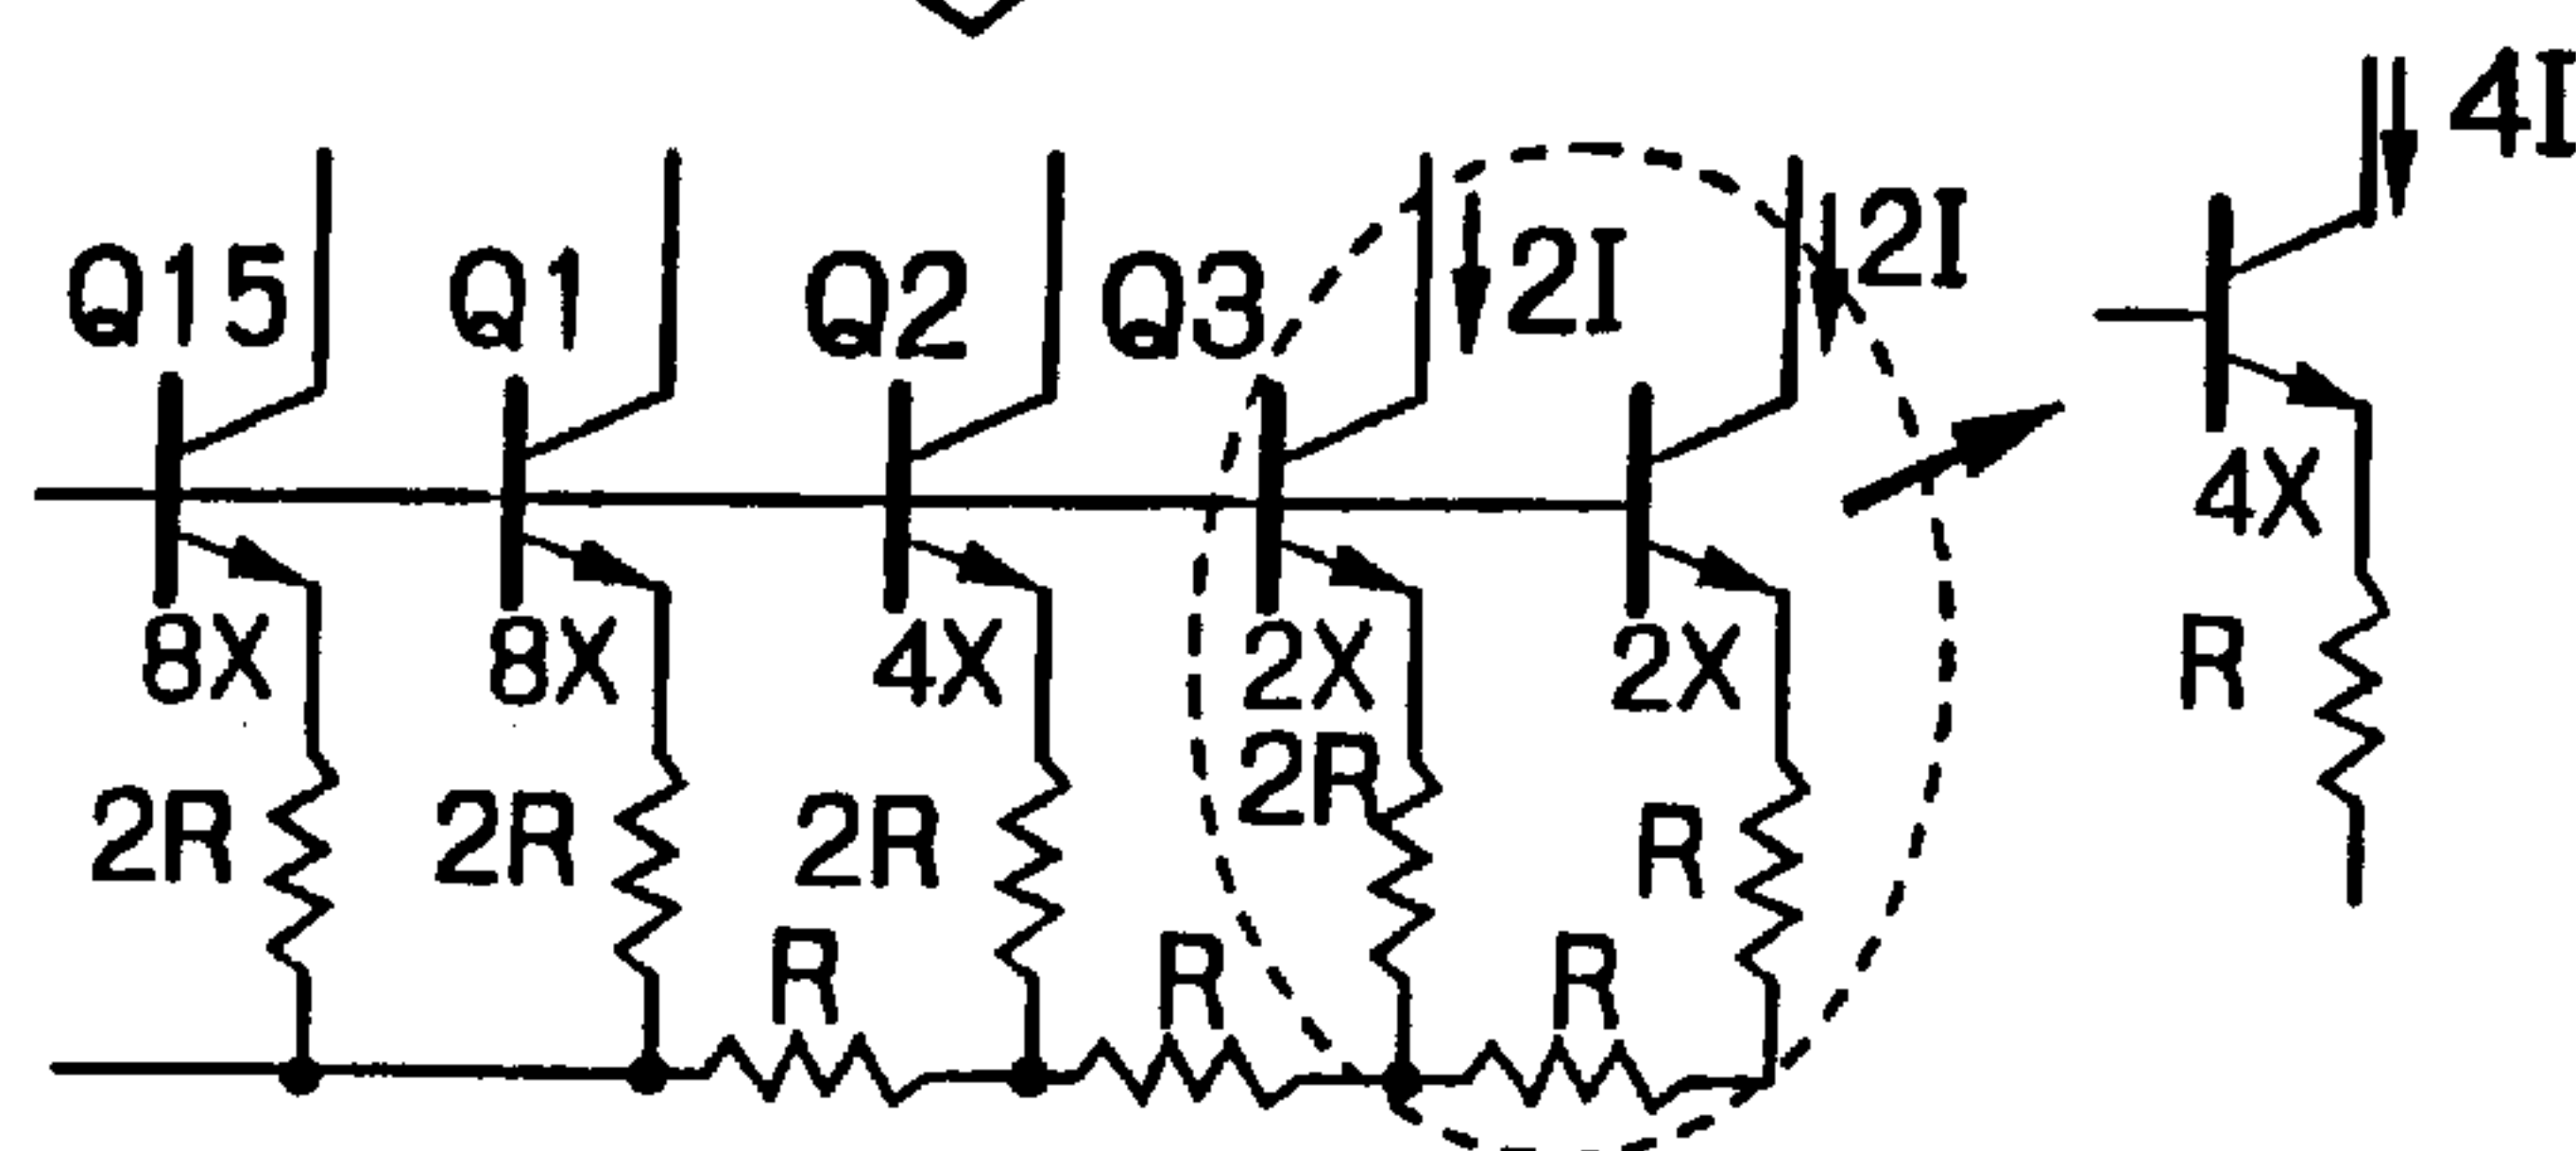 4I
Q15 Q1 Q2 Q3 2I 2I
8X 8X 4X 2X 2X 4X
2R 2R 2R 2R R R
R R R